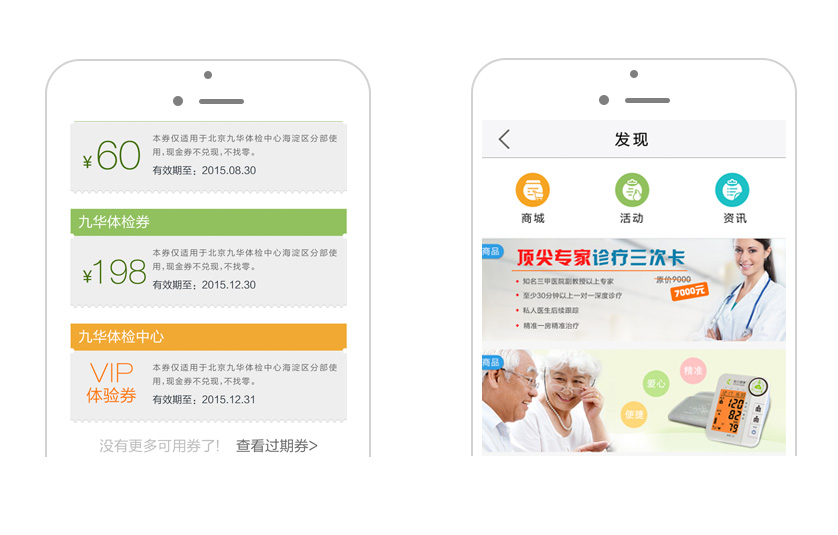 ¥60
本券仅适用于北京九华体检中心海淀区分部使
用,现金券不兑现,不找零。
有效期至：2015.08.30
九华体检券
¥198
本券仅适用于北京九华体检中心海淀区分部使
用,现金券不兑现,不找零。
有效期至：2015.12.30
九华体检中心
VIP
体验券
本券仅适用于北京九华体检中心海淀区分部使
用,现金券不兑现,不找零。
有效期至：2015.12.31
没有更多可用券了! 查看过期券>
发现
商城 活动 资讯
商品
顶尖专家诊疗三次卡
知名三甲医院副教授以上专家
至少30分钟以上一对一深度诊疗
私人医生后续跟踪
精准一房精准治疗
原价9000
7000元
商品
精准
爱心
便捷
120
82
79